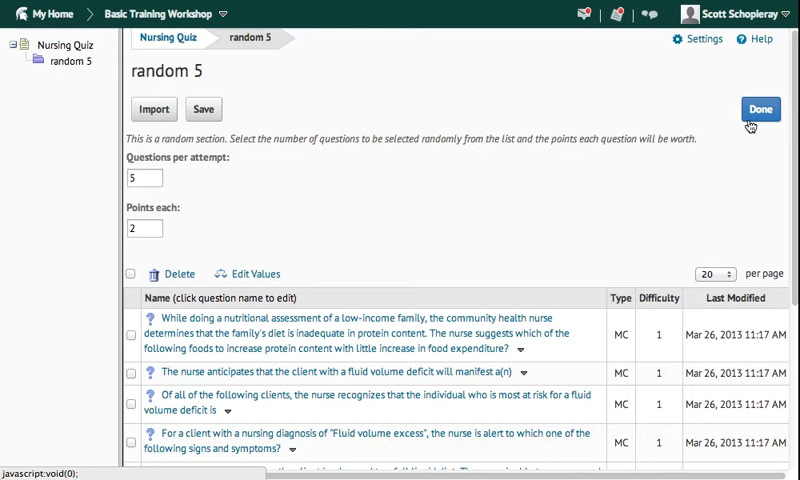 My Home Basic Training Workshop Scott Schopleray
Nursing Quiz random 5 Settings Help
Nursing Quiz
random 5
random 5
Import Save Done
This is a random section. Select the number of questions to be selected randomly from the list and the points each question will be worth.
Questions per attempt:
5
Points each:
2
Delete Edit Values 20 per page
Name (click question name to edit) Type Difficulty Last Modified
While doing a nutritional assessment of a low-income family, the community health nurse
determines that the family's diet is inadequate in protein content. The nurse suggests which of the MC 1 Mar 26, 2013 11:17 AM
following foods to increase protein content with little increase in food expenditure?
The nurse anticipates that the client with a fluid volume deficit will manifest a(n) MC 1 Mar 26, 2013 11:17 AM
Of all of the following clients, the nurse recognizes that the individual who is most at risk for a fluid
volume deficit is MC 1 Mar 26, 2013 11:17 AM
For a client with a nursing diagnosis of "Fluid volume excess", the nurse is alert to which one of the
following signs and symptoms? MC 1 Mar 26, 2013 11:17 AM
javascript:void(0);